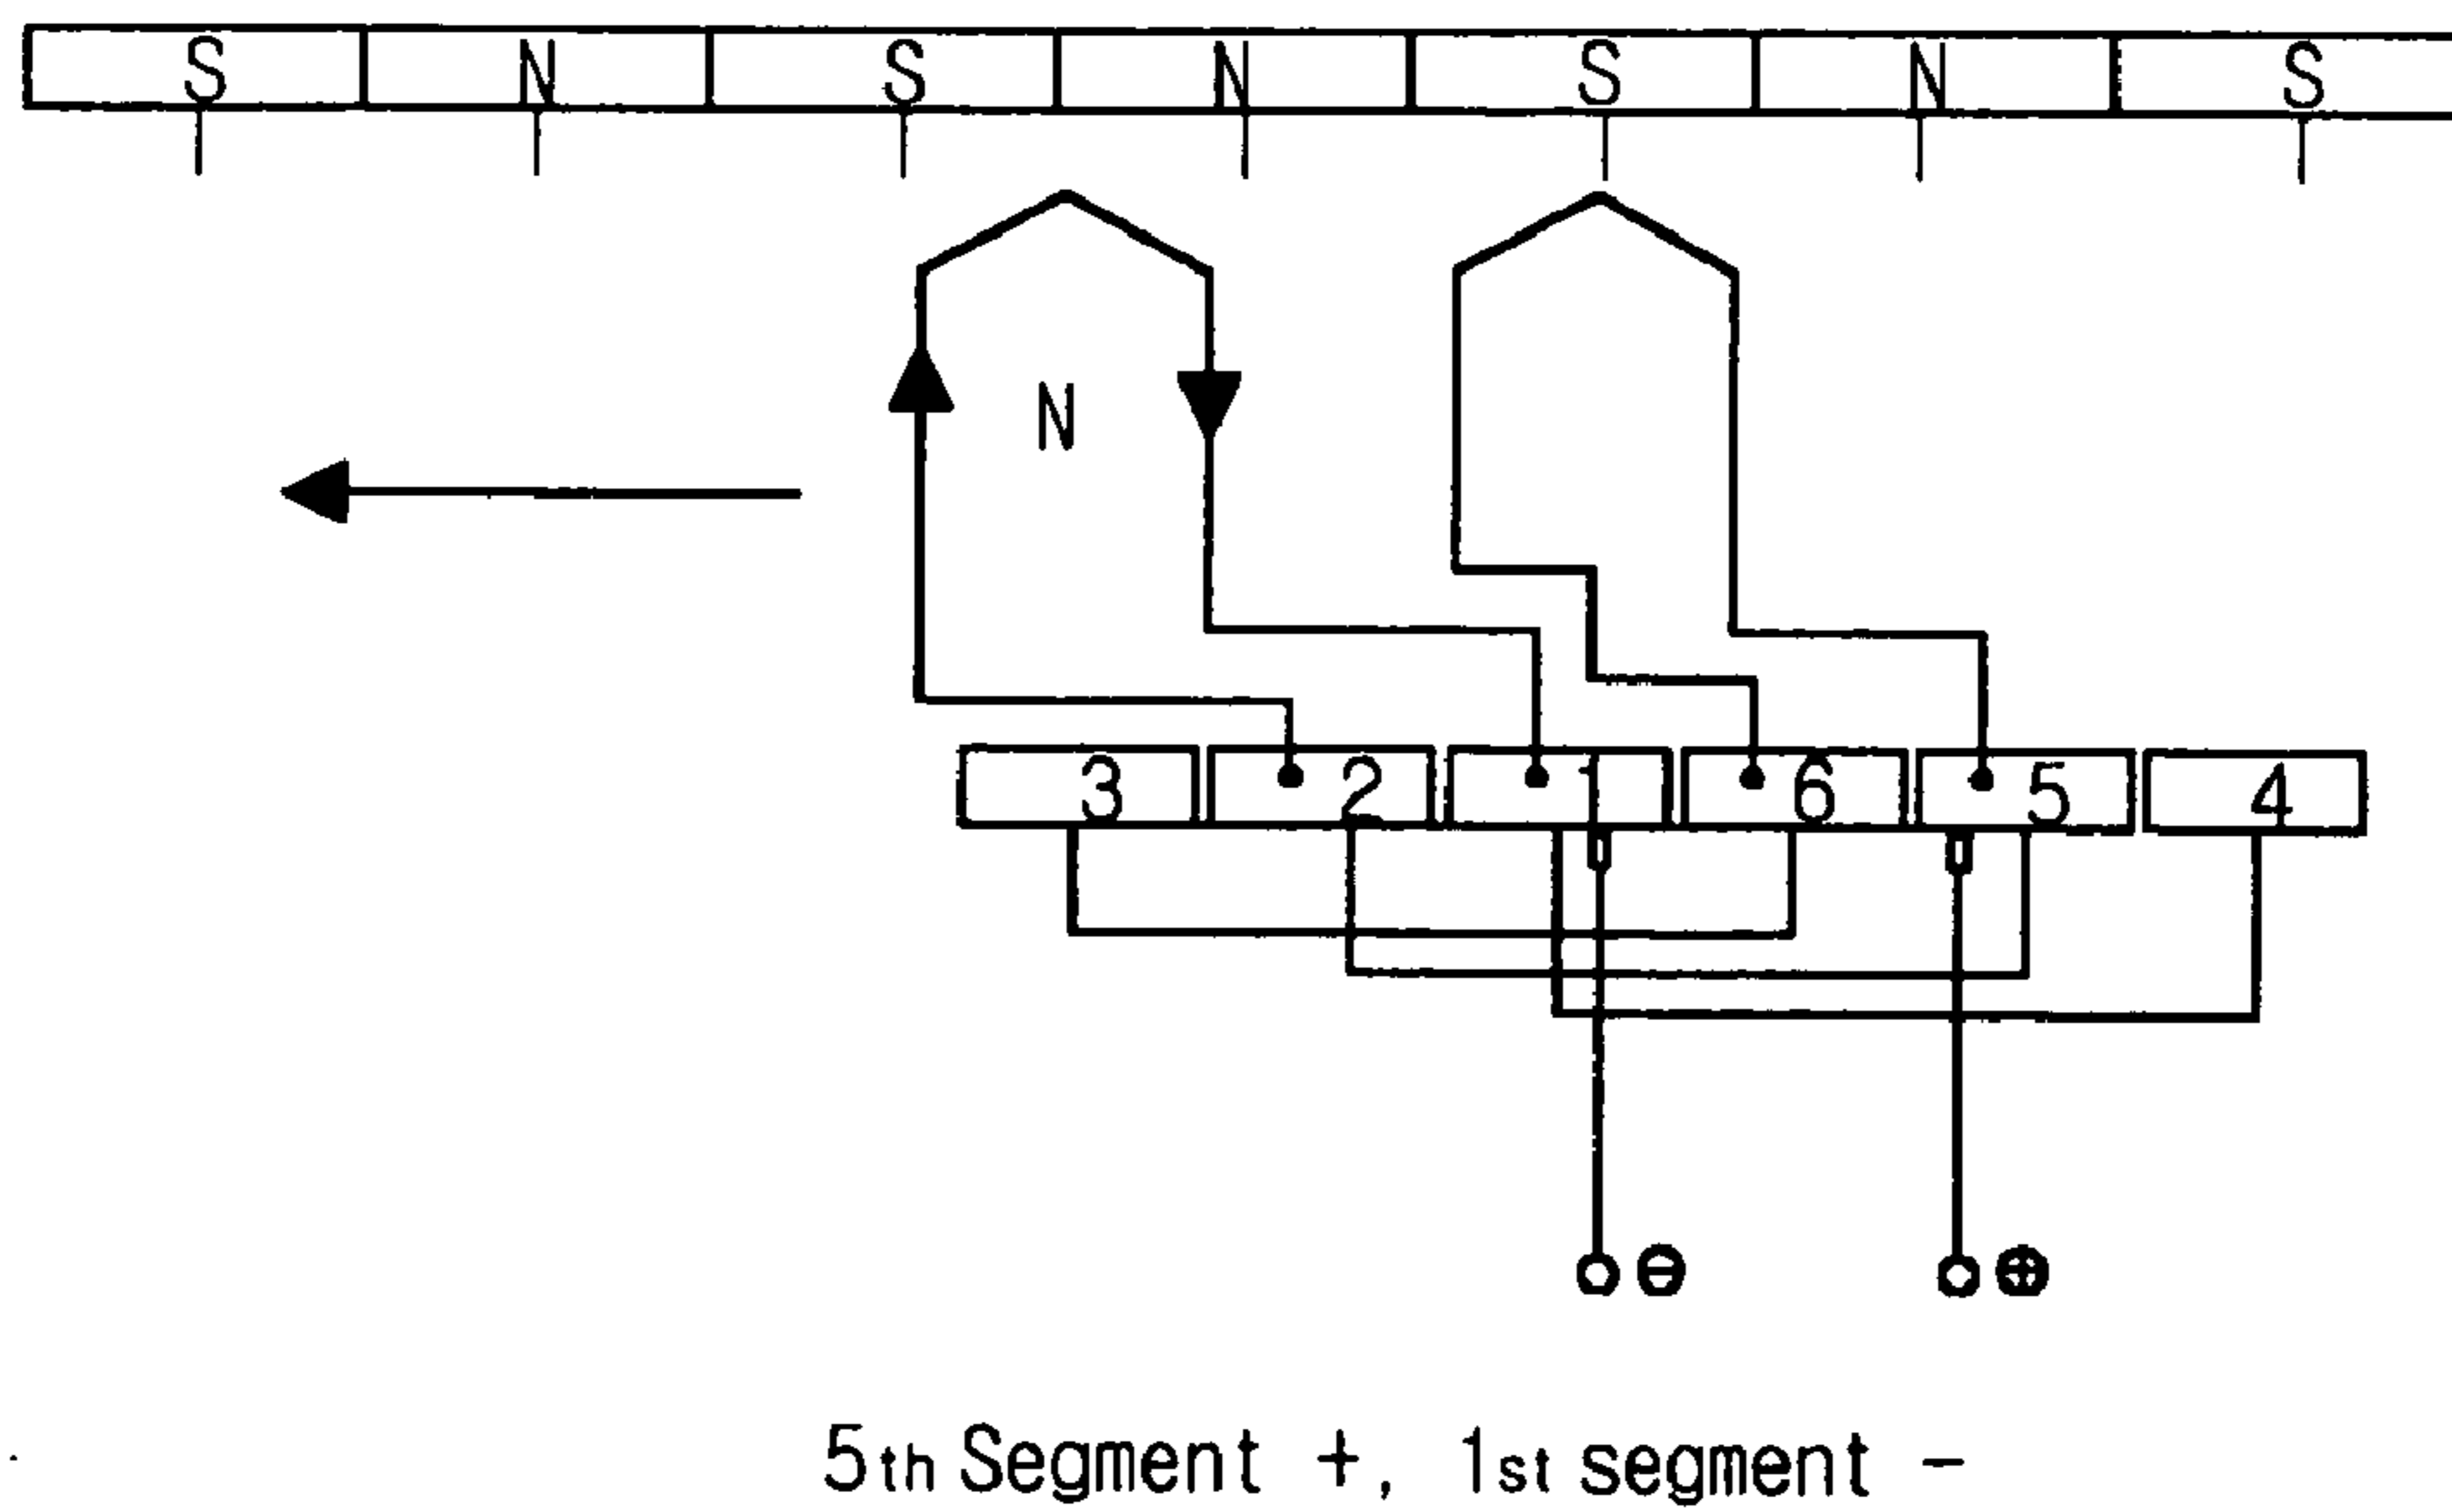 S N S N S N S
N
3 2 1 6 5 4
⊖ ⊕
5th Segment +, 1st segment −